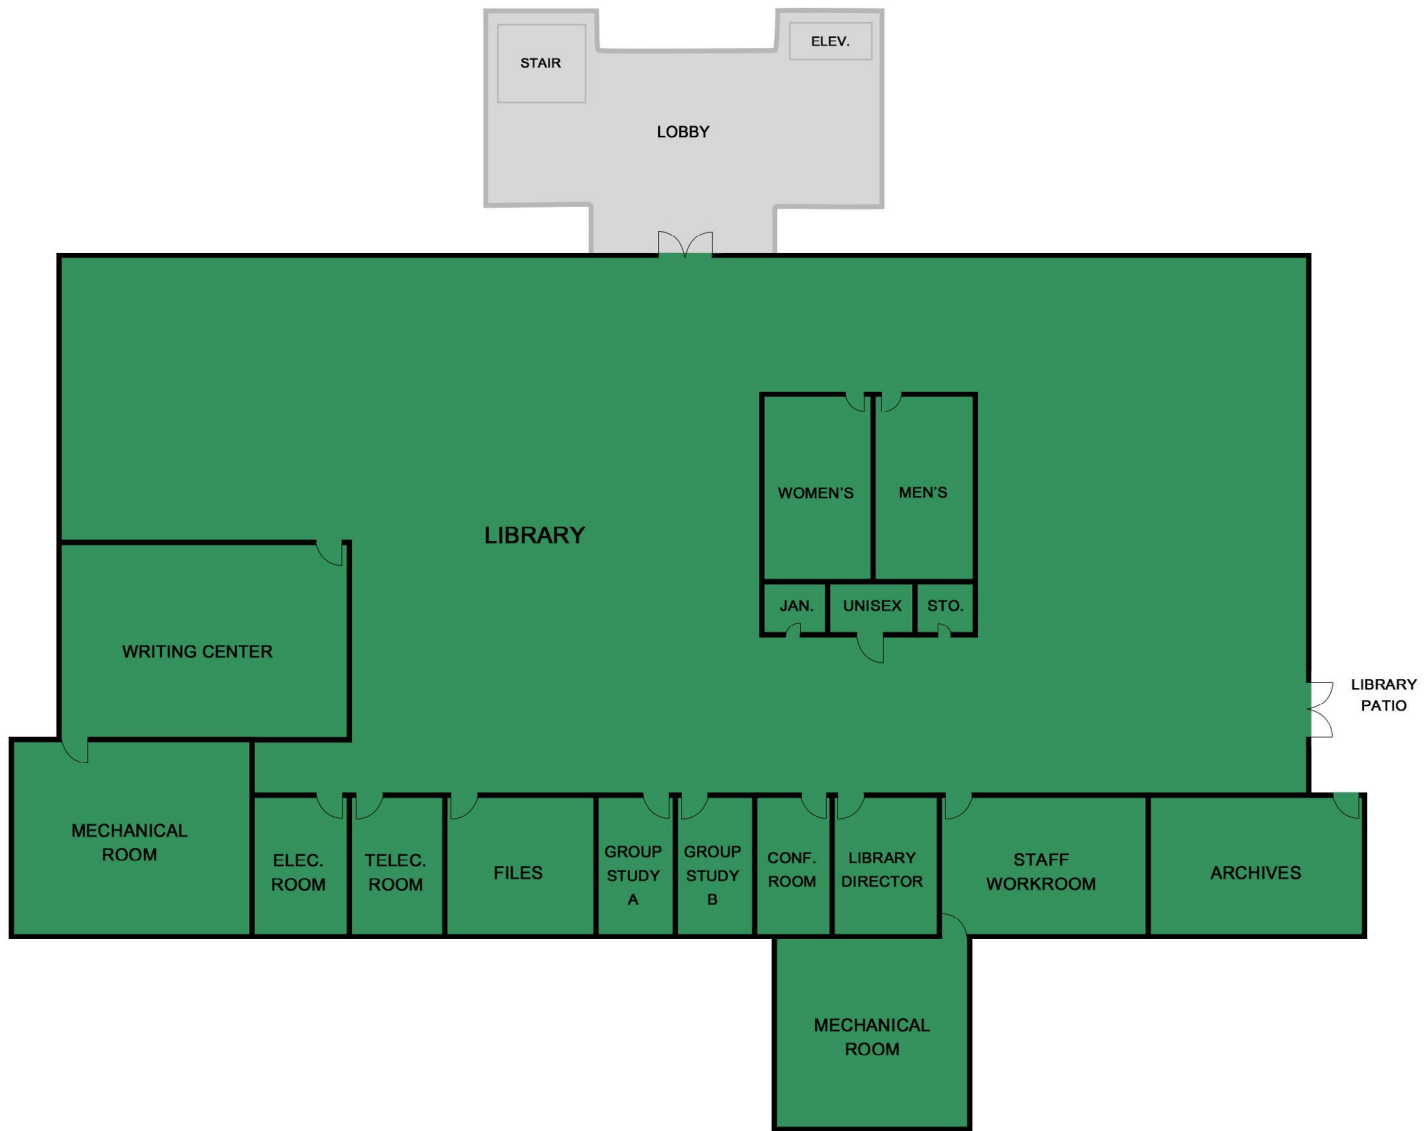 STAIR
ELEV.
LOBBY
WOMEN'S
MEN'S
LIBRARY
JAN.
UNISEX
STO.
WRITING CENTER
LIBRARY
PATIO
MECHANICAL
ROOM
ELEC.
ROOM
TELEC.
ROOM
FILES
GROUP
STUDY
A
GROUP
STUDY
B
CONF.
ROOM
LIBRARY
DIRECTOR
STAFF
WORKROOM
ARCHIVES
MECHANICAL
ROOM